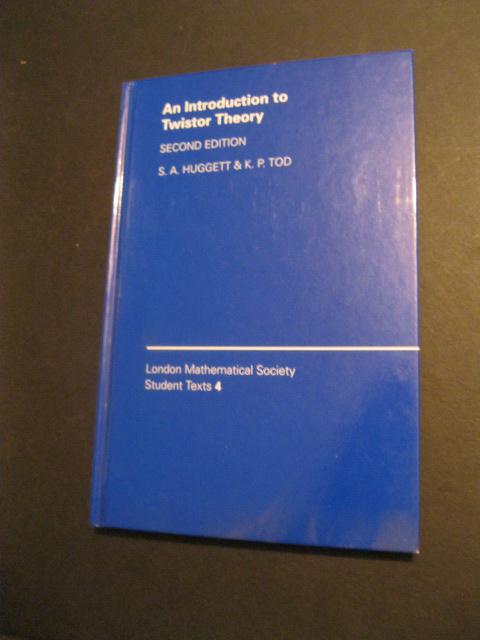 An Introduction to
Twistor Theory
SECOND EDITION
S. A. HUGGETT & K. P. TOD
London Mathematical Society
Student Texts 4